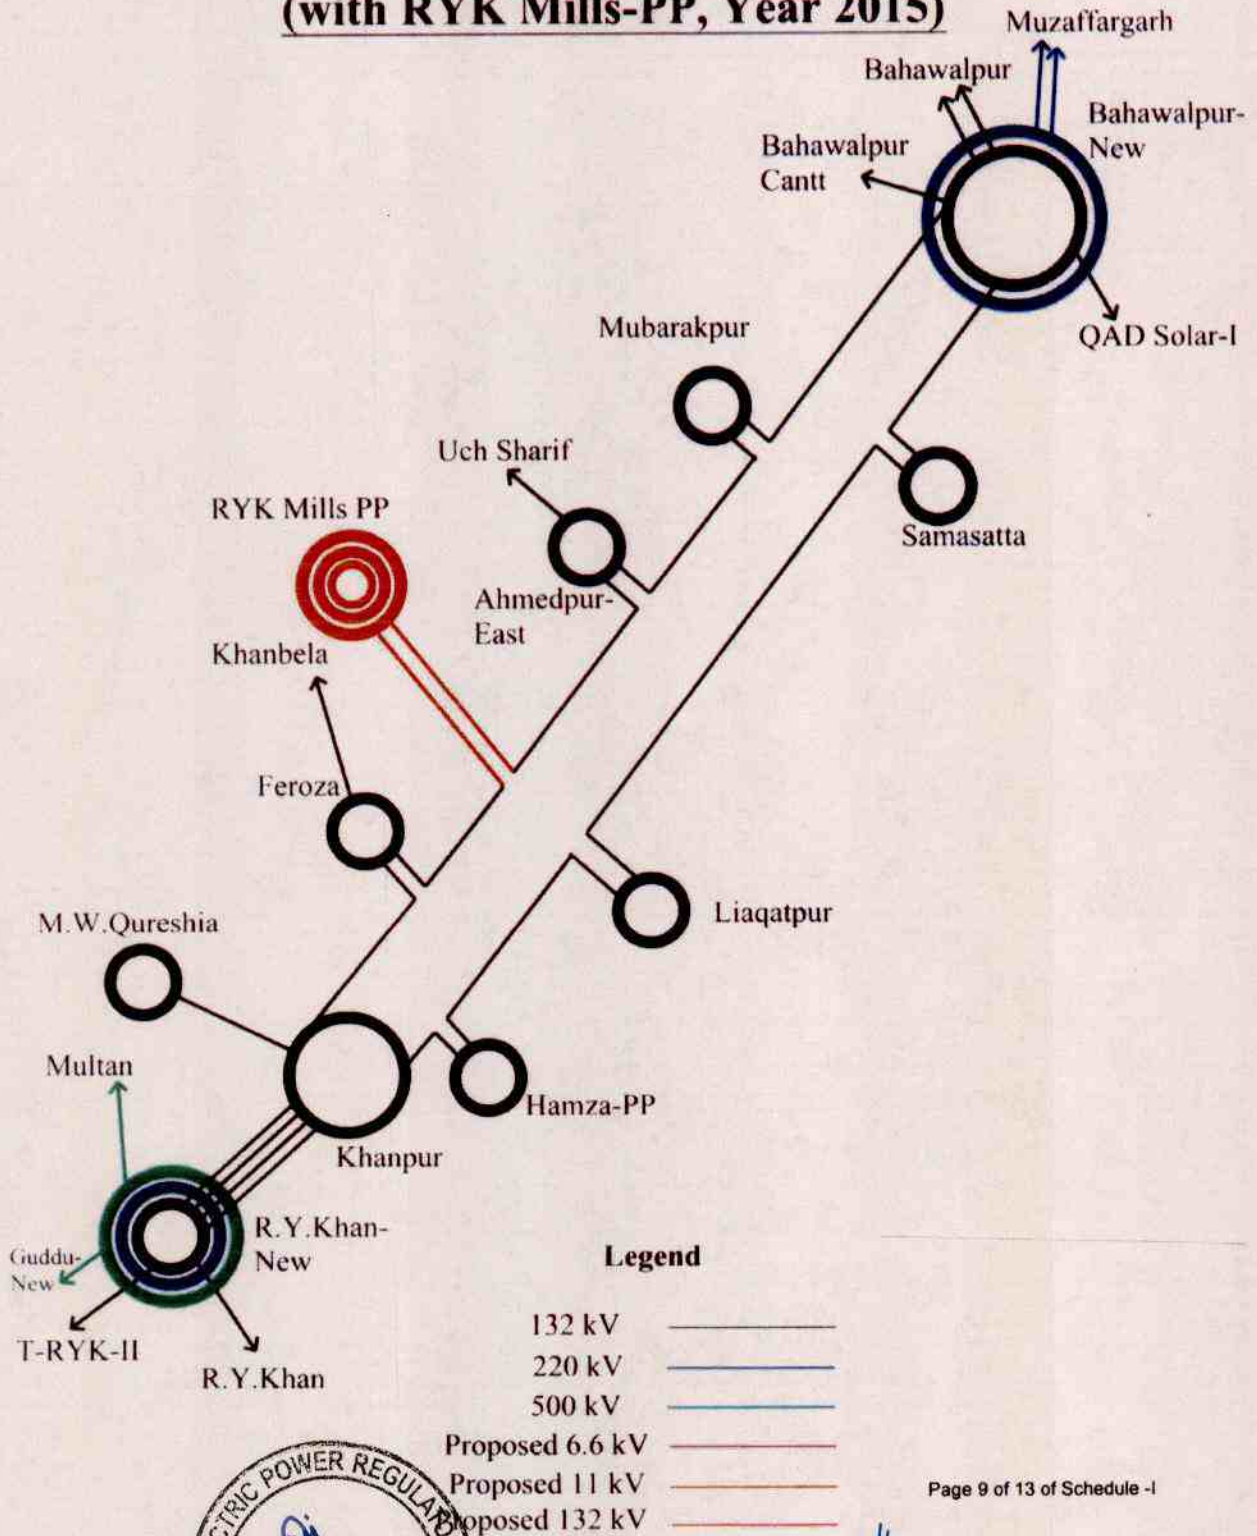 (with RYK Mills-PP, Year 2015)
Muzaffargarh
Bahawalpur
Bahawalpur-
New
Bahawalpur
Cantt
QAD Solar-I
Mubarakpur
Uch Sharif
Samasatta
RYK Mills PP
Ahmedpur-
East
Khanbela
Feroza
Liaqatpur
M.W.Qureshia
Multan
Hamza-PP
Khanpur
R.Y.Khan-
New
Guddu-
New
T-RYK-II
R.Y.Khan
Legend
132 kV
220 kV
500 kV
Proposed 6.6 kV
Proposed 11 kV
Proposed 132 kV
POWER
Page 9 of 13 of Schedule -I